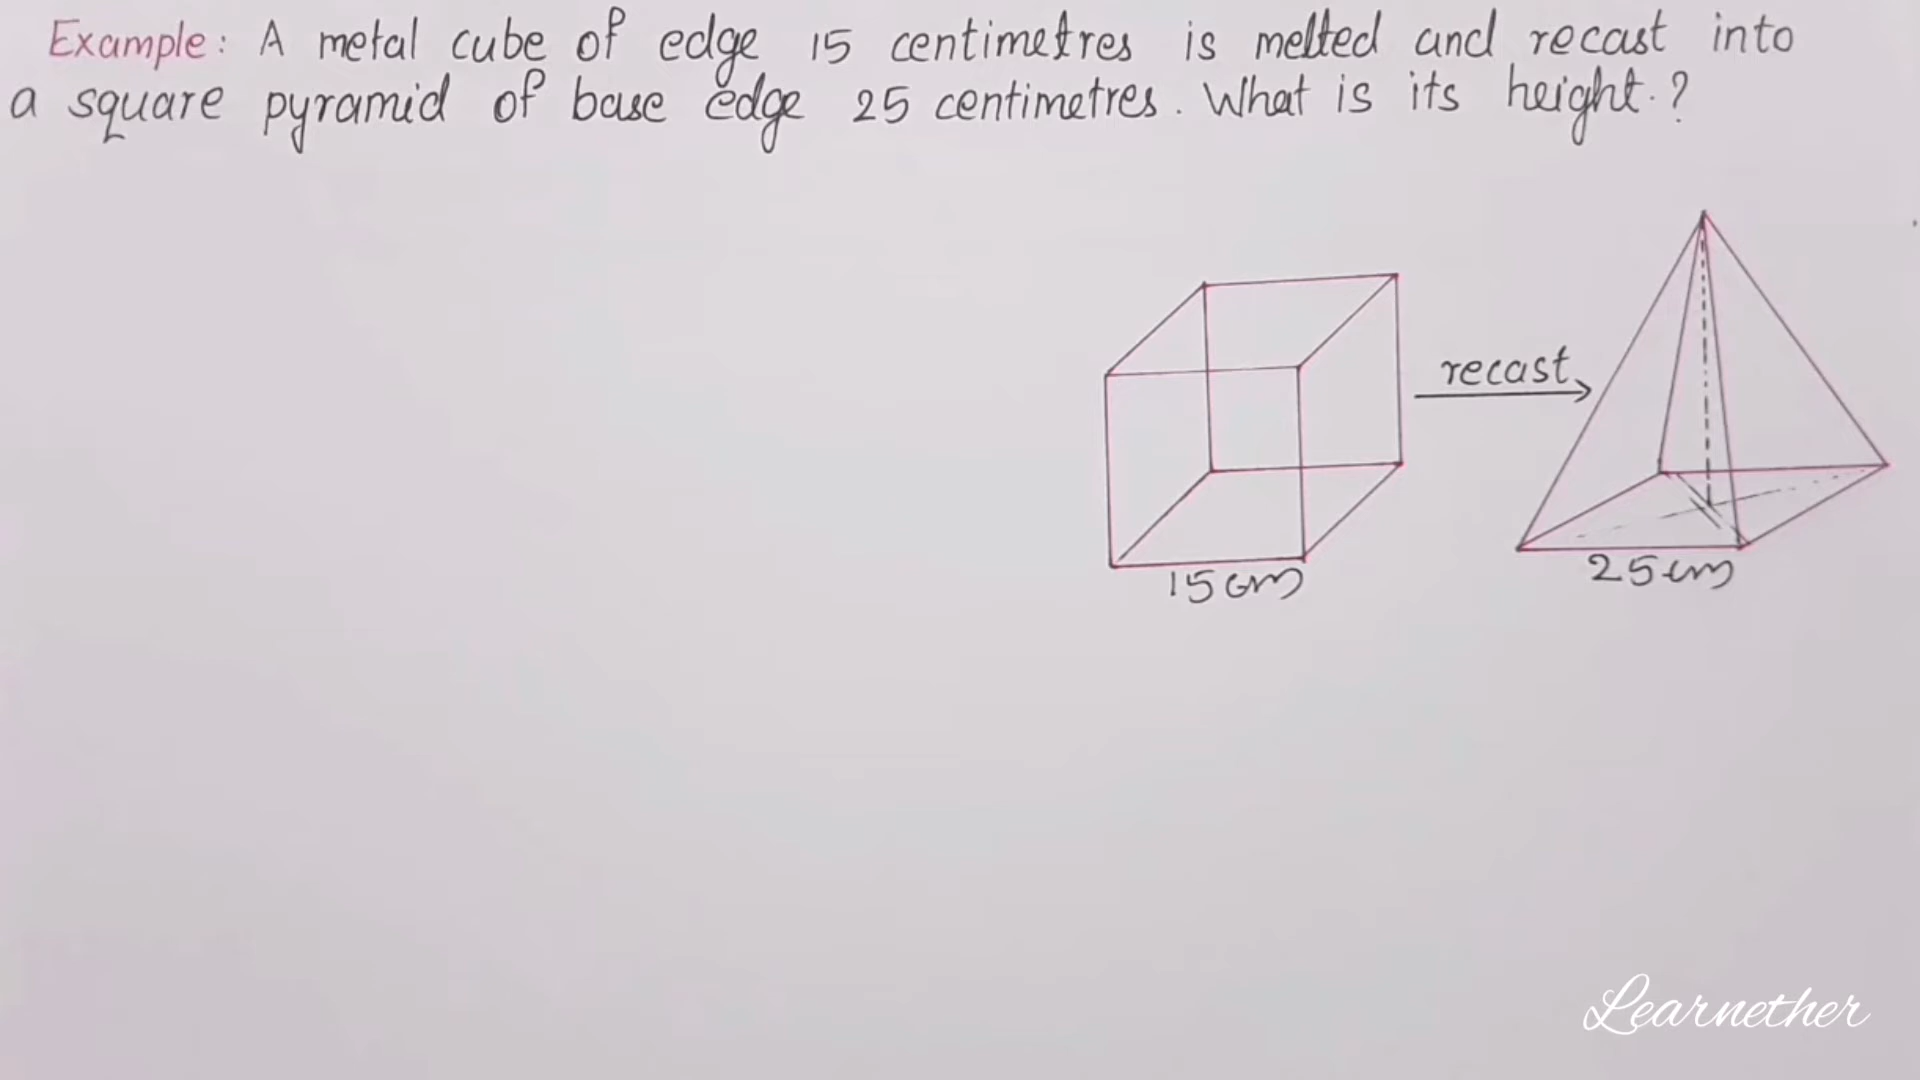 Example: A metal cube of edge 15 centimetres is melted and recast into
a square pyramid of base edge 25 centimetres. What is its height.?
recast
15cm
25cm
Learnether